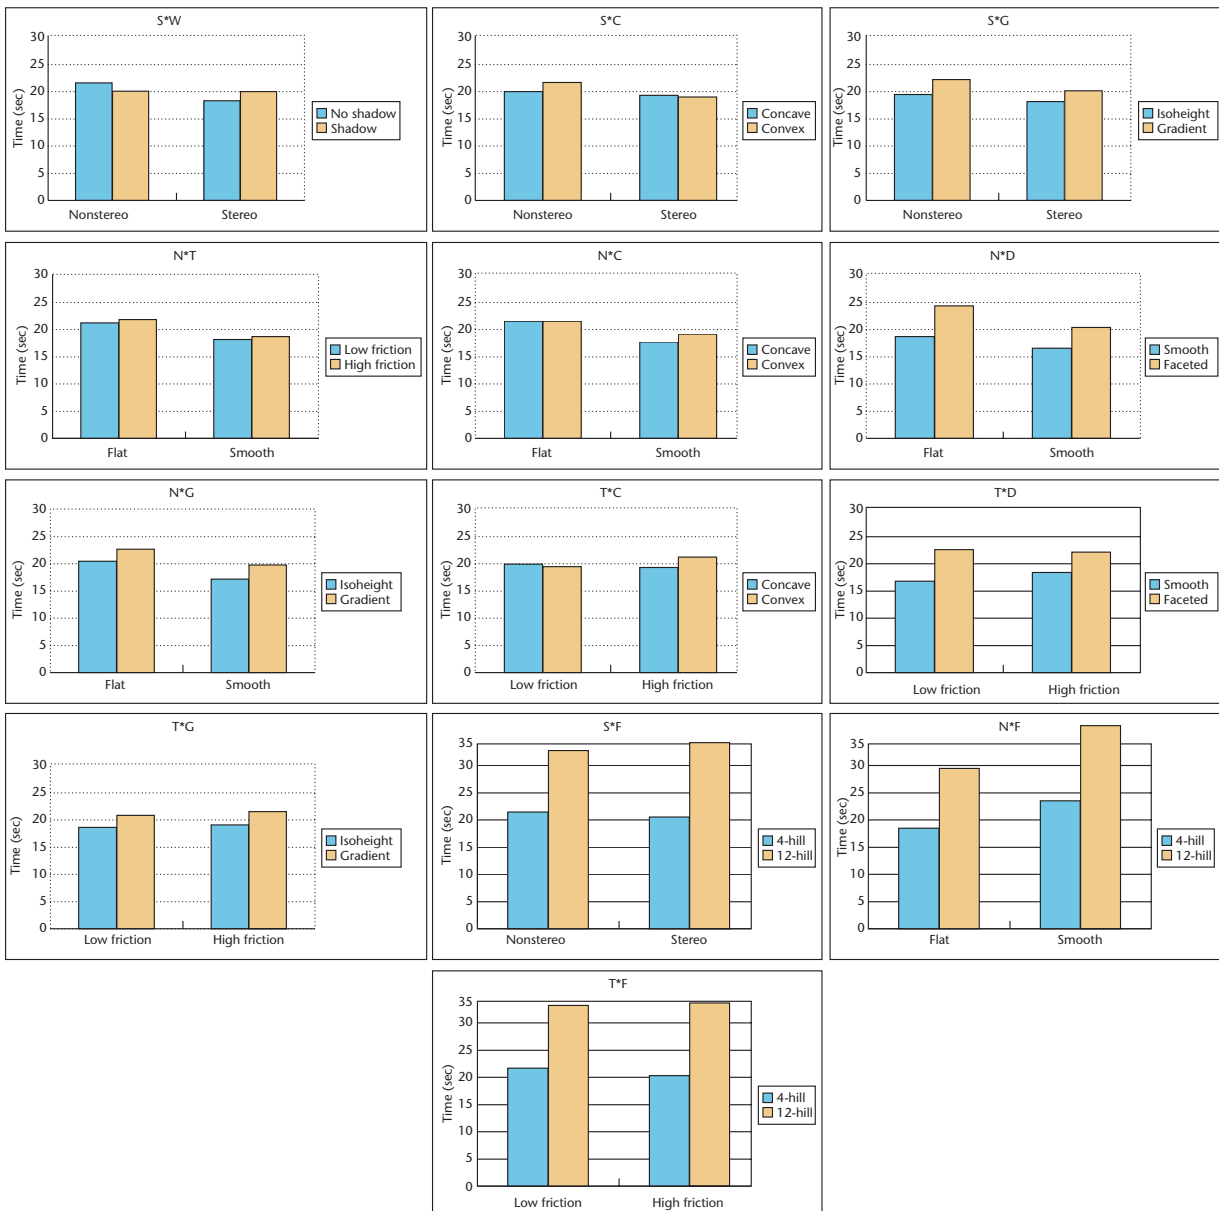 S*W
Time (sec)
30
25
20
15
10
5
0
Nonstereo Stereo
No shadow
Shadow
S*C
Time (sec)
30
25
20
15
10
5
0
Nonstereo Stereo
Concave
Convex
S*G
Time (sec)
30
25
20
15
10
5
0
Nonstereo Stereo
Isoheight
Gradient
N*T
Time (sec)
30
25
20
15
10
5
0
Flat Smooth
Low friction
High friction
N*C
Time (sec)
30
25
20
15
10
5
0
Flat Smooth
Concave
Convex
N*D
Time (sec)
30
25
20
15
10
5
0
Flat Smooth
Smooth
Faceted
N*G
Time (sec)
30
25
20
15
10
5
0
Flat Smooth
Isoheight
Gradient
T*C
Time (sec)
30
25
20
15
10
5
0
Low friction High friction
Concave
Convex
T*D
Time (sec)
30
25
20
15
10
5
0
Low friction High friction
Smooth
Faceted
T*G
Time (sec)
30
25
20
15
10
5
0
Low friction High friction
Isoheight
Gradient
S*F
Time (sec)
35
30
25
20
15
10
5
0
Nonstereo Stereo
4-hill
12-hill
N*F
Time (sec)
35
30
25
20
15
10
5
0
Flat Smooth
4-hill
12-hill
T*F
Time (sec)
35
30
25
20
15
10
5
0
Low friction High friction
4-hill
12-hill